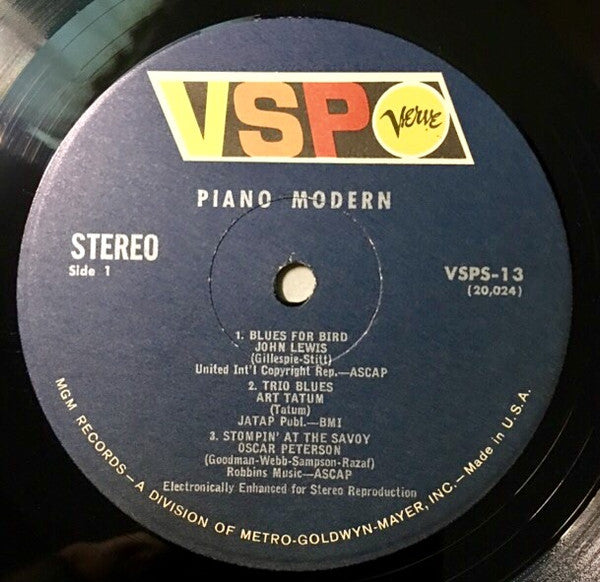 VSP Verve
PIANO MODERN
STEREO
Side 1
VSPS-13
(20,024)
1. BLUES FOR BIRD
JOHN LEWIS
(Gillespie-Stitt)
United Int'l Copyright Rep.—ASCAP
2. TRIO BLUES
ART TATUM
(Tatum)
JATAP Publ.—BMI
3. STOMPIN' AT THE SAVOY
OSCAR PETERSON
(Goodman-Webb-Sampson-Razaf)
Robbins Music—ASCAP
Electronically Enhanced for Stereo Reproduction
MGM RECORDS—A DIVISION OF METRO-GOLDWYN-MAYER, INC.—Made in U.S.A.